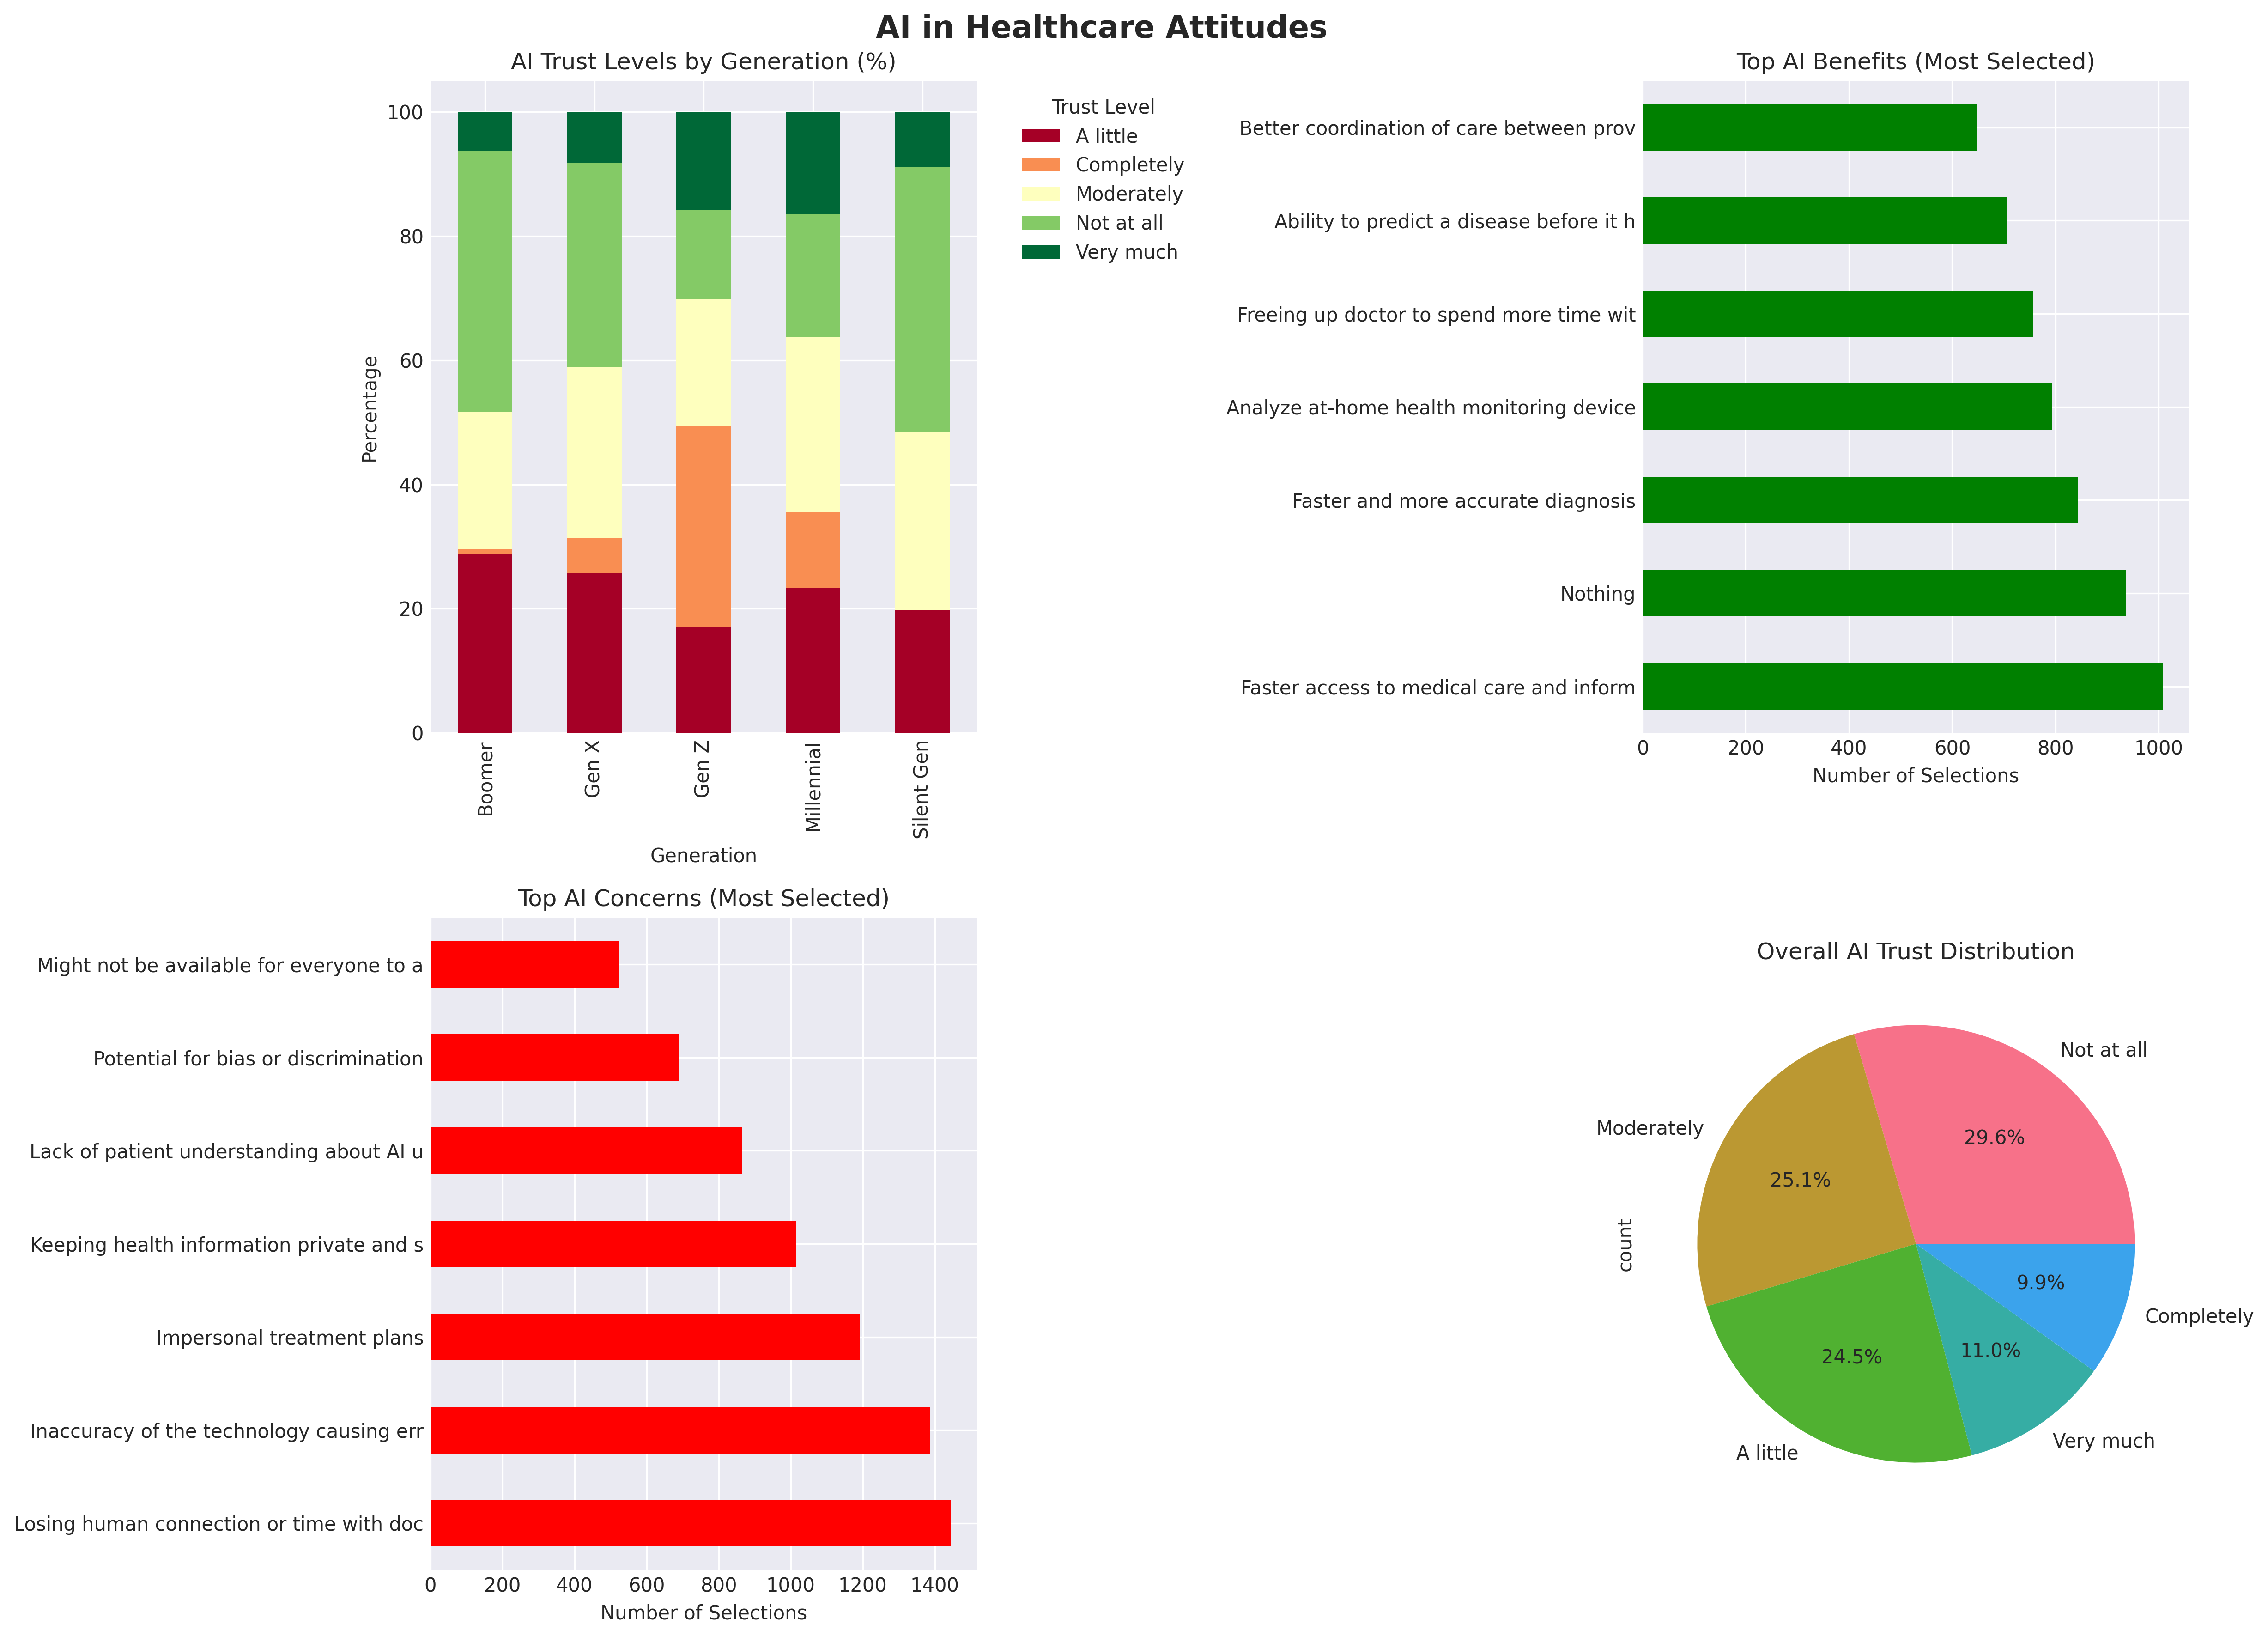 AI in Healthcare Attitudes
AI Trust Levels by Generation (%)
100
80
60
40
20
0
Percentage
Boomer
Gen X
Gen Z
Millennial
Silent Gen
Generation
Trust Level
A little
Completely
Moderately
Not at all
Very much
Top AI Benefits (Most Selected)
Better coordination of care between prov
Ability to predict a disease before it h
Freeing up doctor to spend more time wit
Analyze at-home health monitoring device
Faster and more accurate diagnosis
Nothing
Faster access to medical care and inform
0 200 400 600 800 1000
Number of Selections
Top AI Concerns (Most Selected)
Might not be available for everyone to a
Potential for bias or discrimination
Lack of patient understanding about AI u
Keeping health information private and s
Impersonal treatment plans
Inaccuracy of the technology causing err
Losing human connection or time with doc
0 200 400 600 800 1000 1200 1400
Number of Selections
Overall AI Trust Distribution
Not at all
29.6%
Moderately
25.1%
count
A little
24.5%
Very much
11.0%
Completely
9.9%